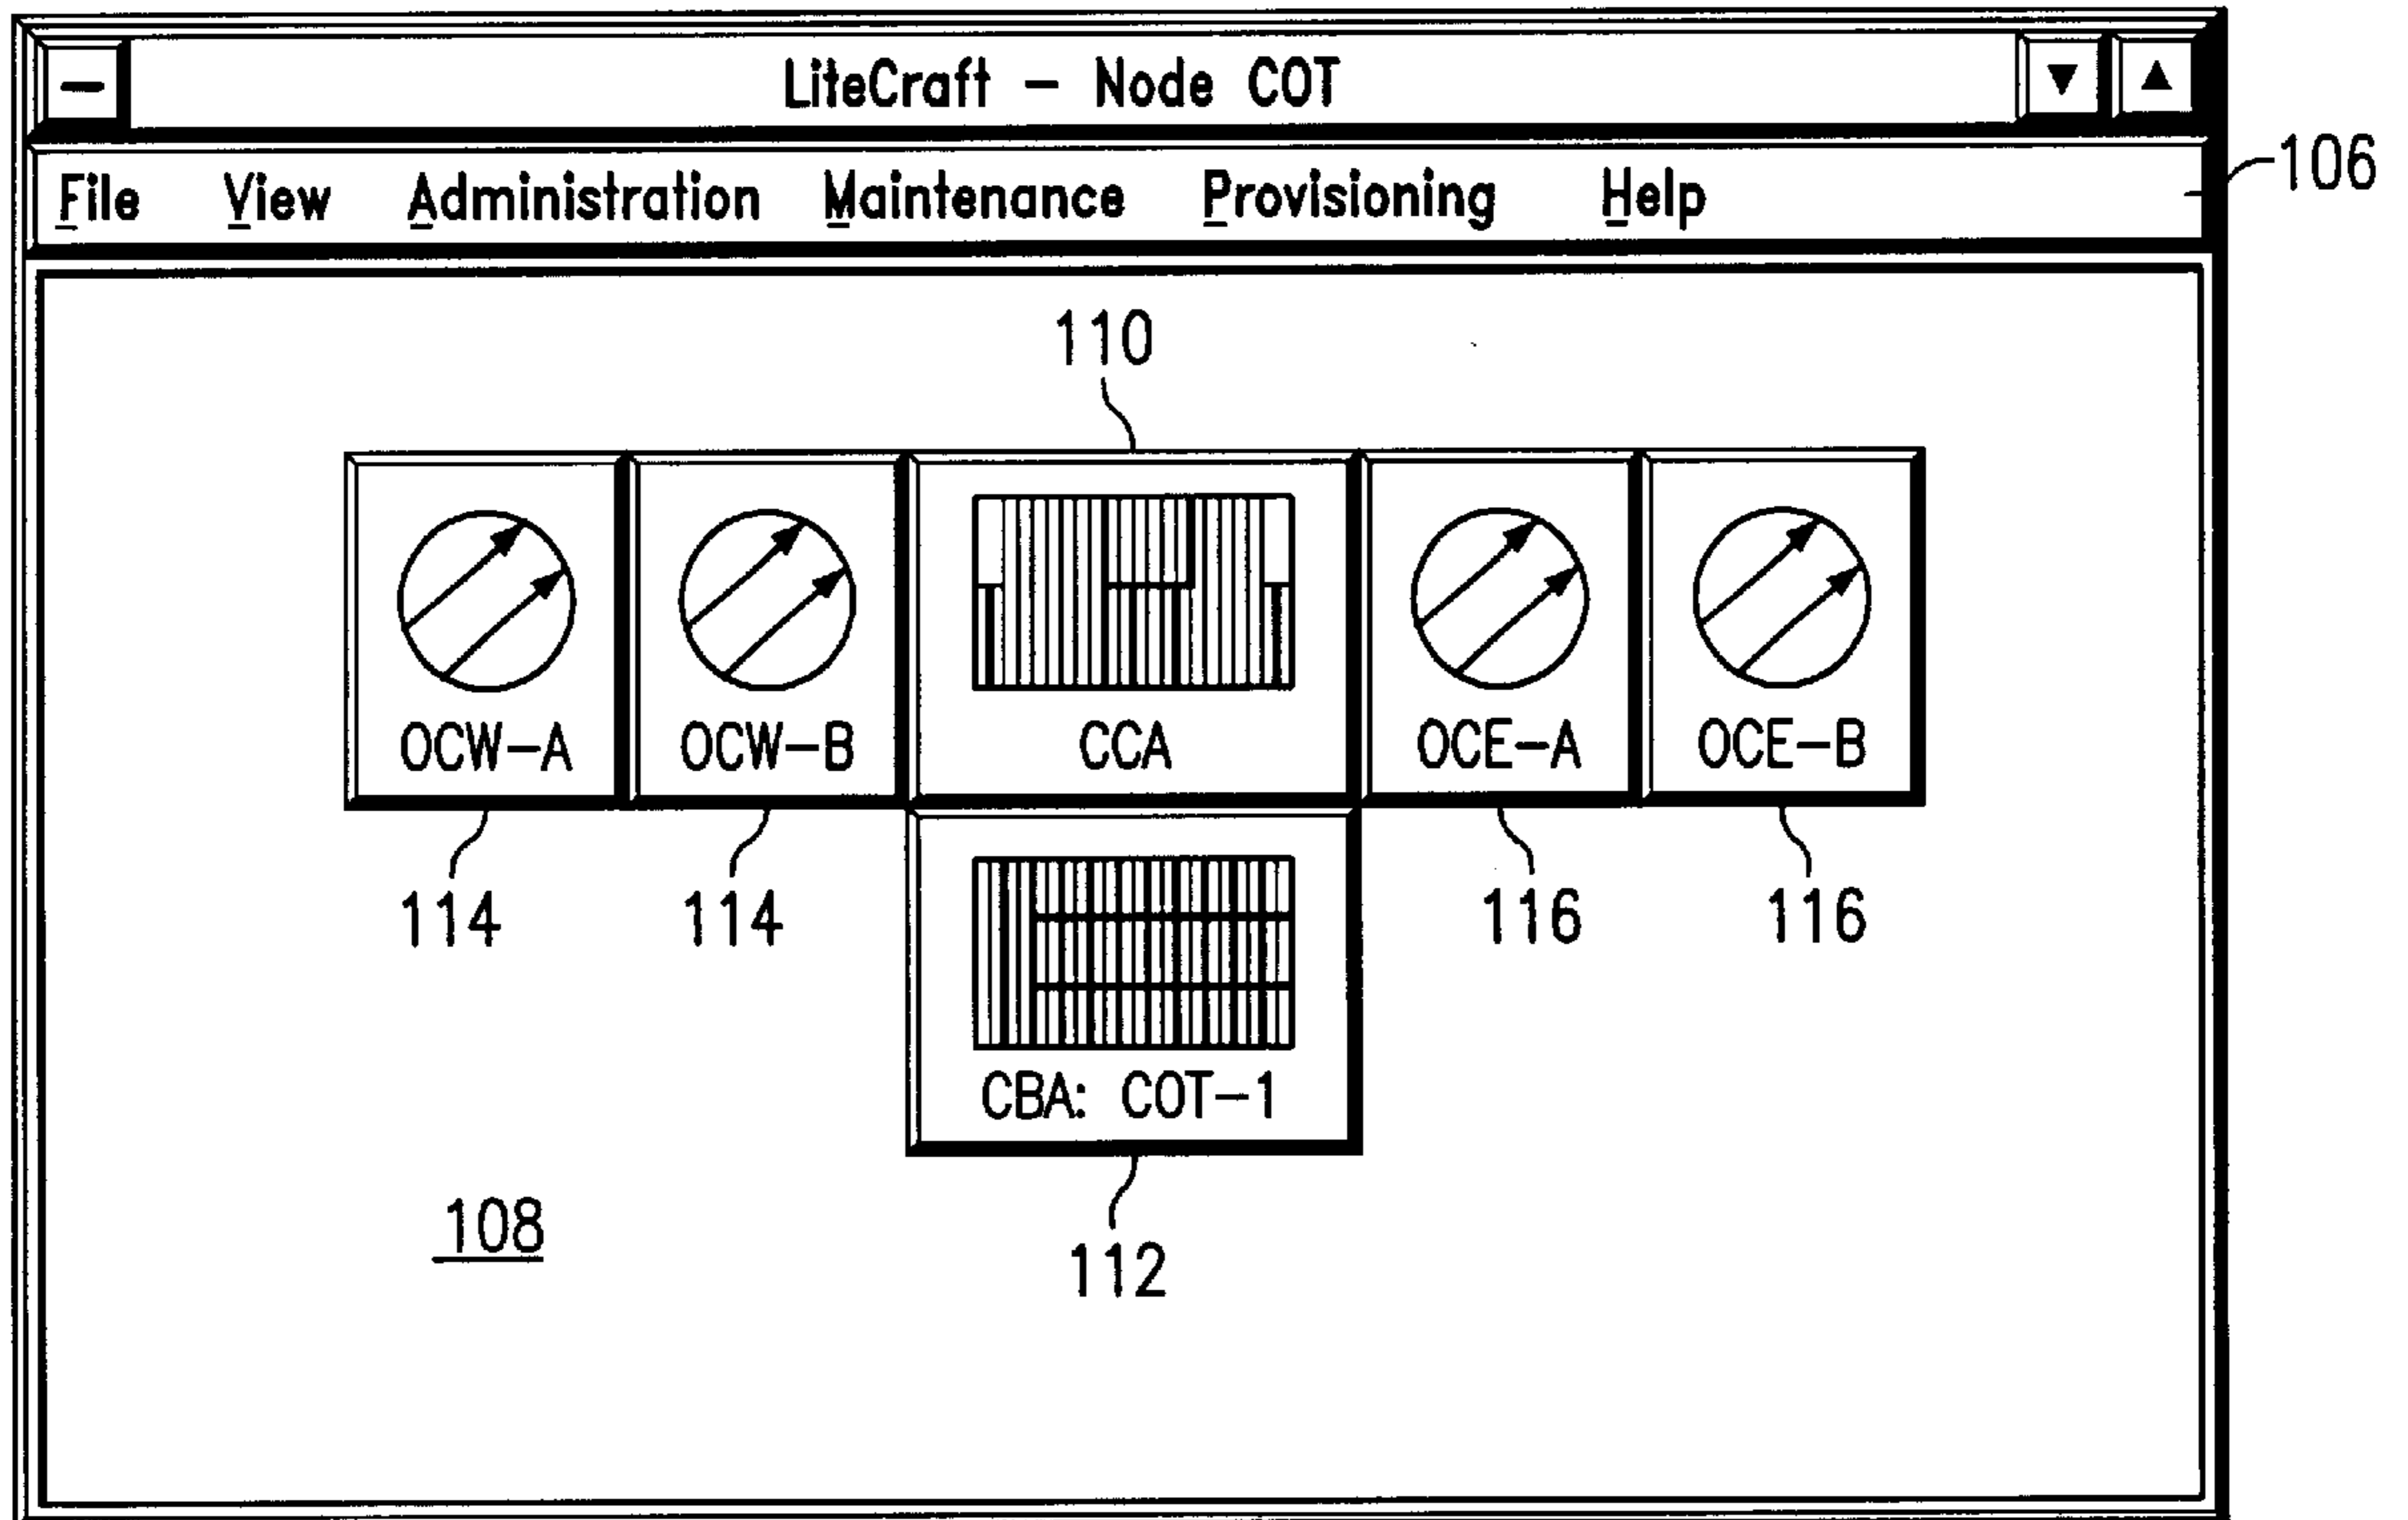 LiteCraft - Node COT
File View Administration Maintenance Provisioning Help
106
110
OCW-A OCW-B CCA OCE-A OCE-B
114 114 116 116
CBA: COT-1
108
112